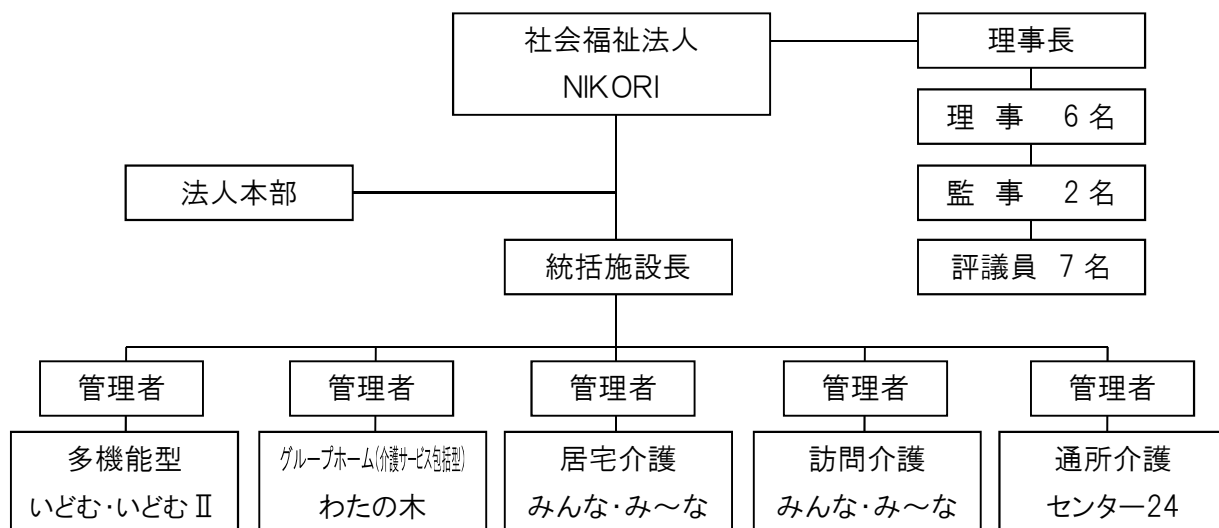 社会福祉法人
NIKORI
理事長
理 事 6名
監 事 2名
評議員 7名
法人本部
統括施設長
管理者
管理者
管理者
管理者
管理者
多機能型
いどむ・いどむⅡ
グループホーム(介護サービス包括型)
わたの木
居宅介護
みんな・み～な
訪問介護
みんな・み～な
通所介護
センター24